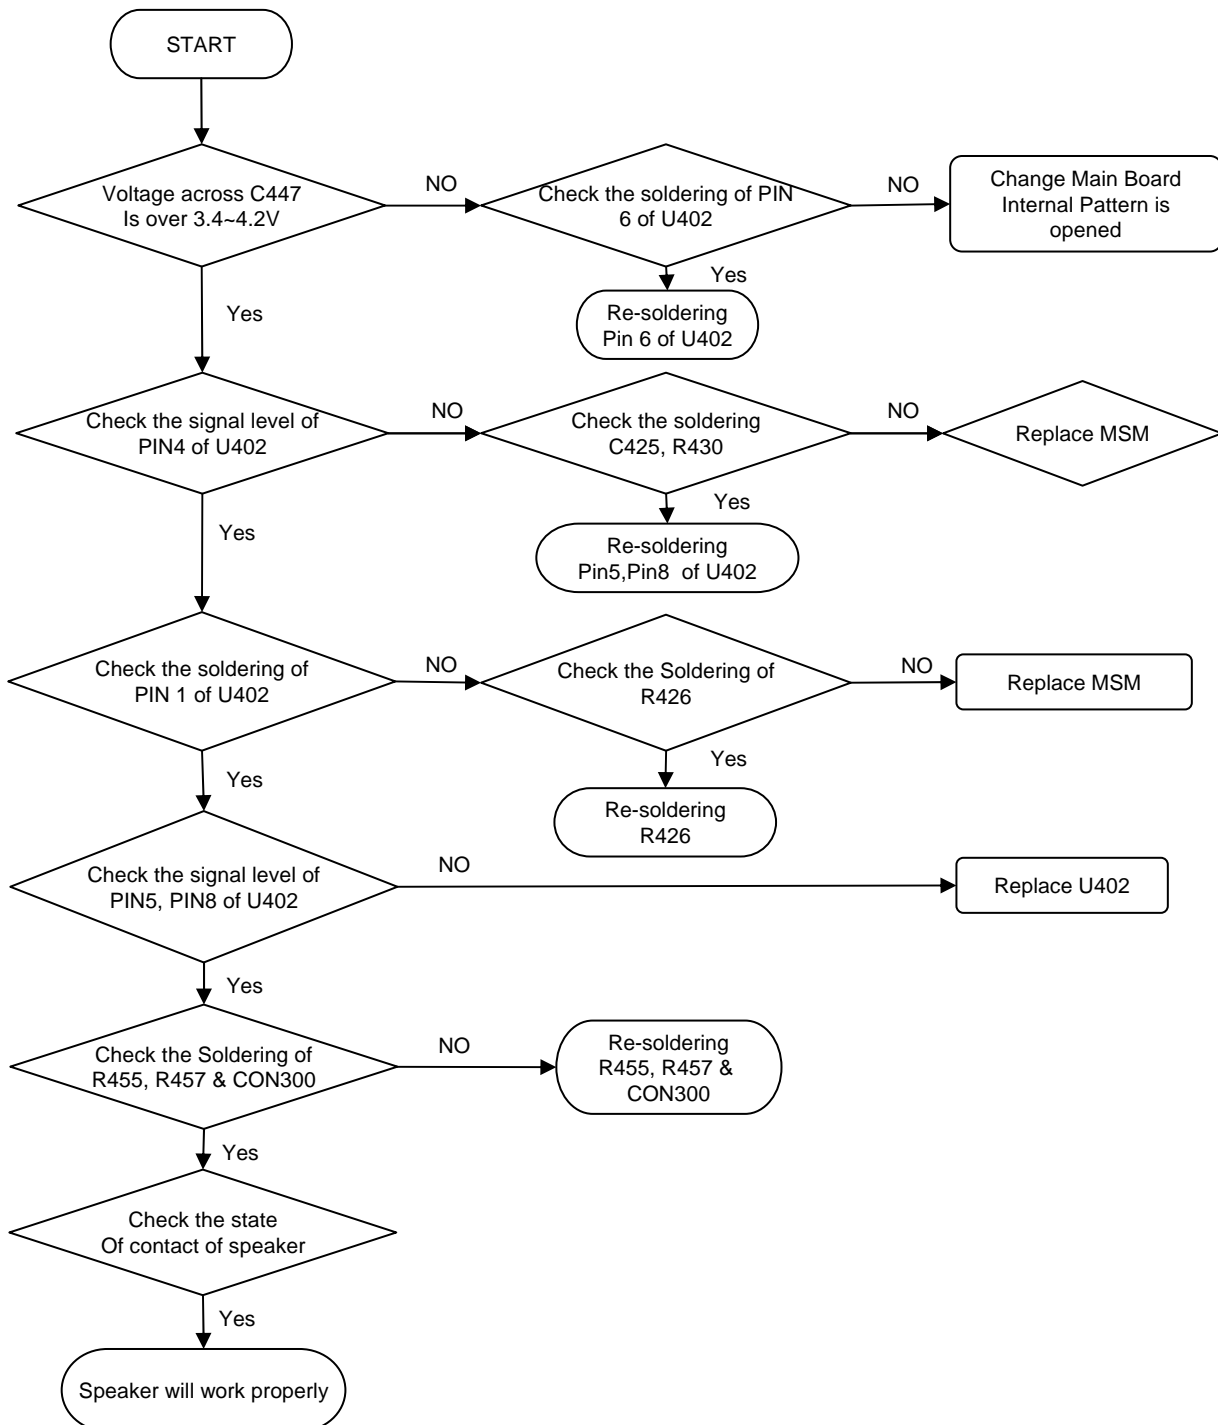 START
Voltage across C447
Is over 3.4~4.2V
NO
Check the soldering of PIN
6 of U402
NO
Change Main Board
Internal Pattern is
opened
Yes
Yes
Re-soldering
Pin 6 of U402
Check the signal level of
PIN4 of U402
NO
Check the soldering
C425, R430
NO
Replace MSM
Yes
Yes
Re-soldering
Pin5,Pin8 of U402
Check the soldering of
PIN 1 of U402
NO
Check the Soldering of
R426
NO
Replace MSM
Yes
Yes
Re-soldering
R426
Check the signal level of
PIN5, PIN8 of U402
NO
Replace U402
Yes
Check the Soldering of
R455, R457 & CON300
NO
Re-soldering
R455, R457 &
CON300
Yes
Check the state
Of contact of speaker
Yes
Speaker will work properly